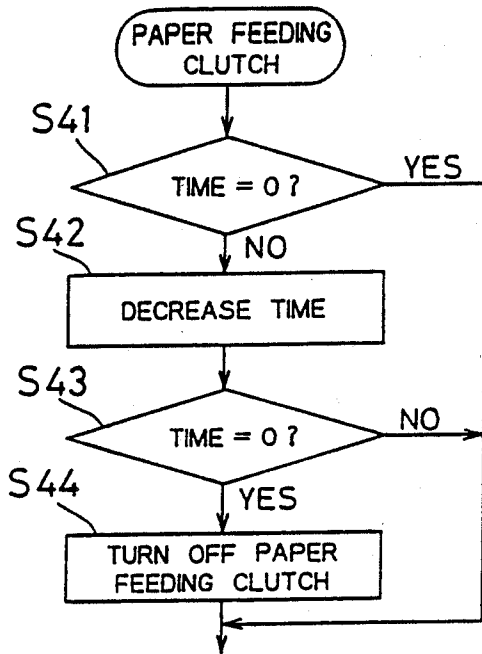 PAPER FEEDING
CLUTCH
S41
TIME = 0 ?
YES
NO
S42
DECREASE TIME
S43
TIME = 0 ?
NO
YES
S44
TURN OFF PAPER
FEEDING CLUTCH